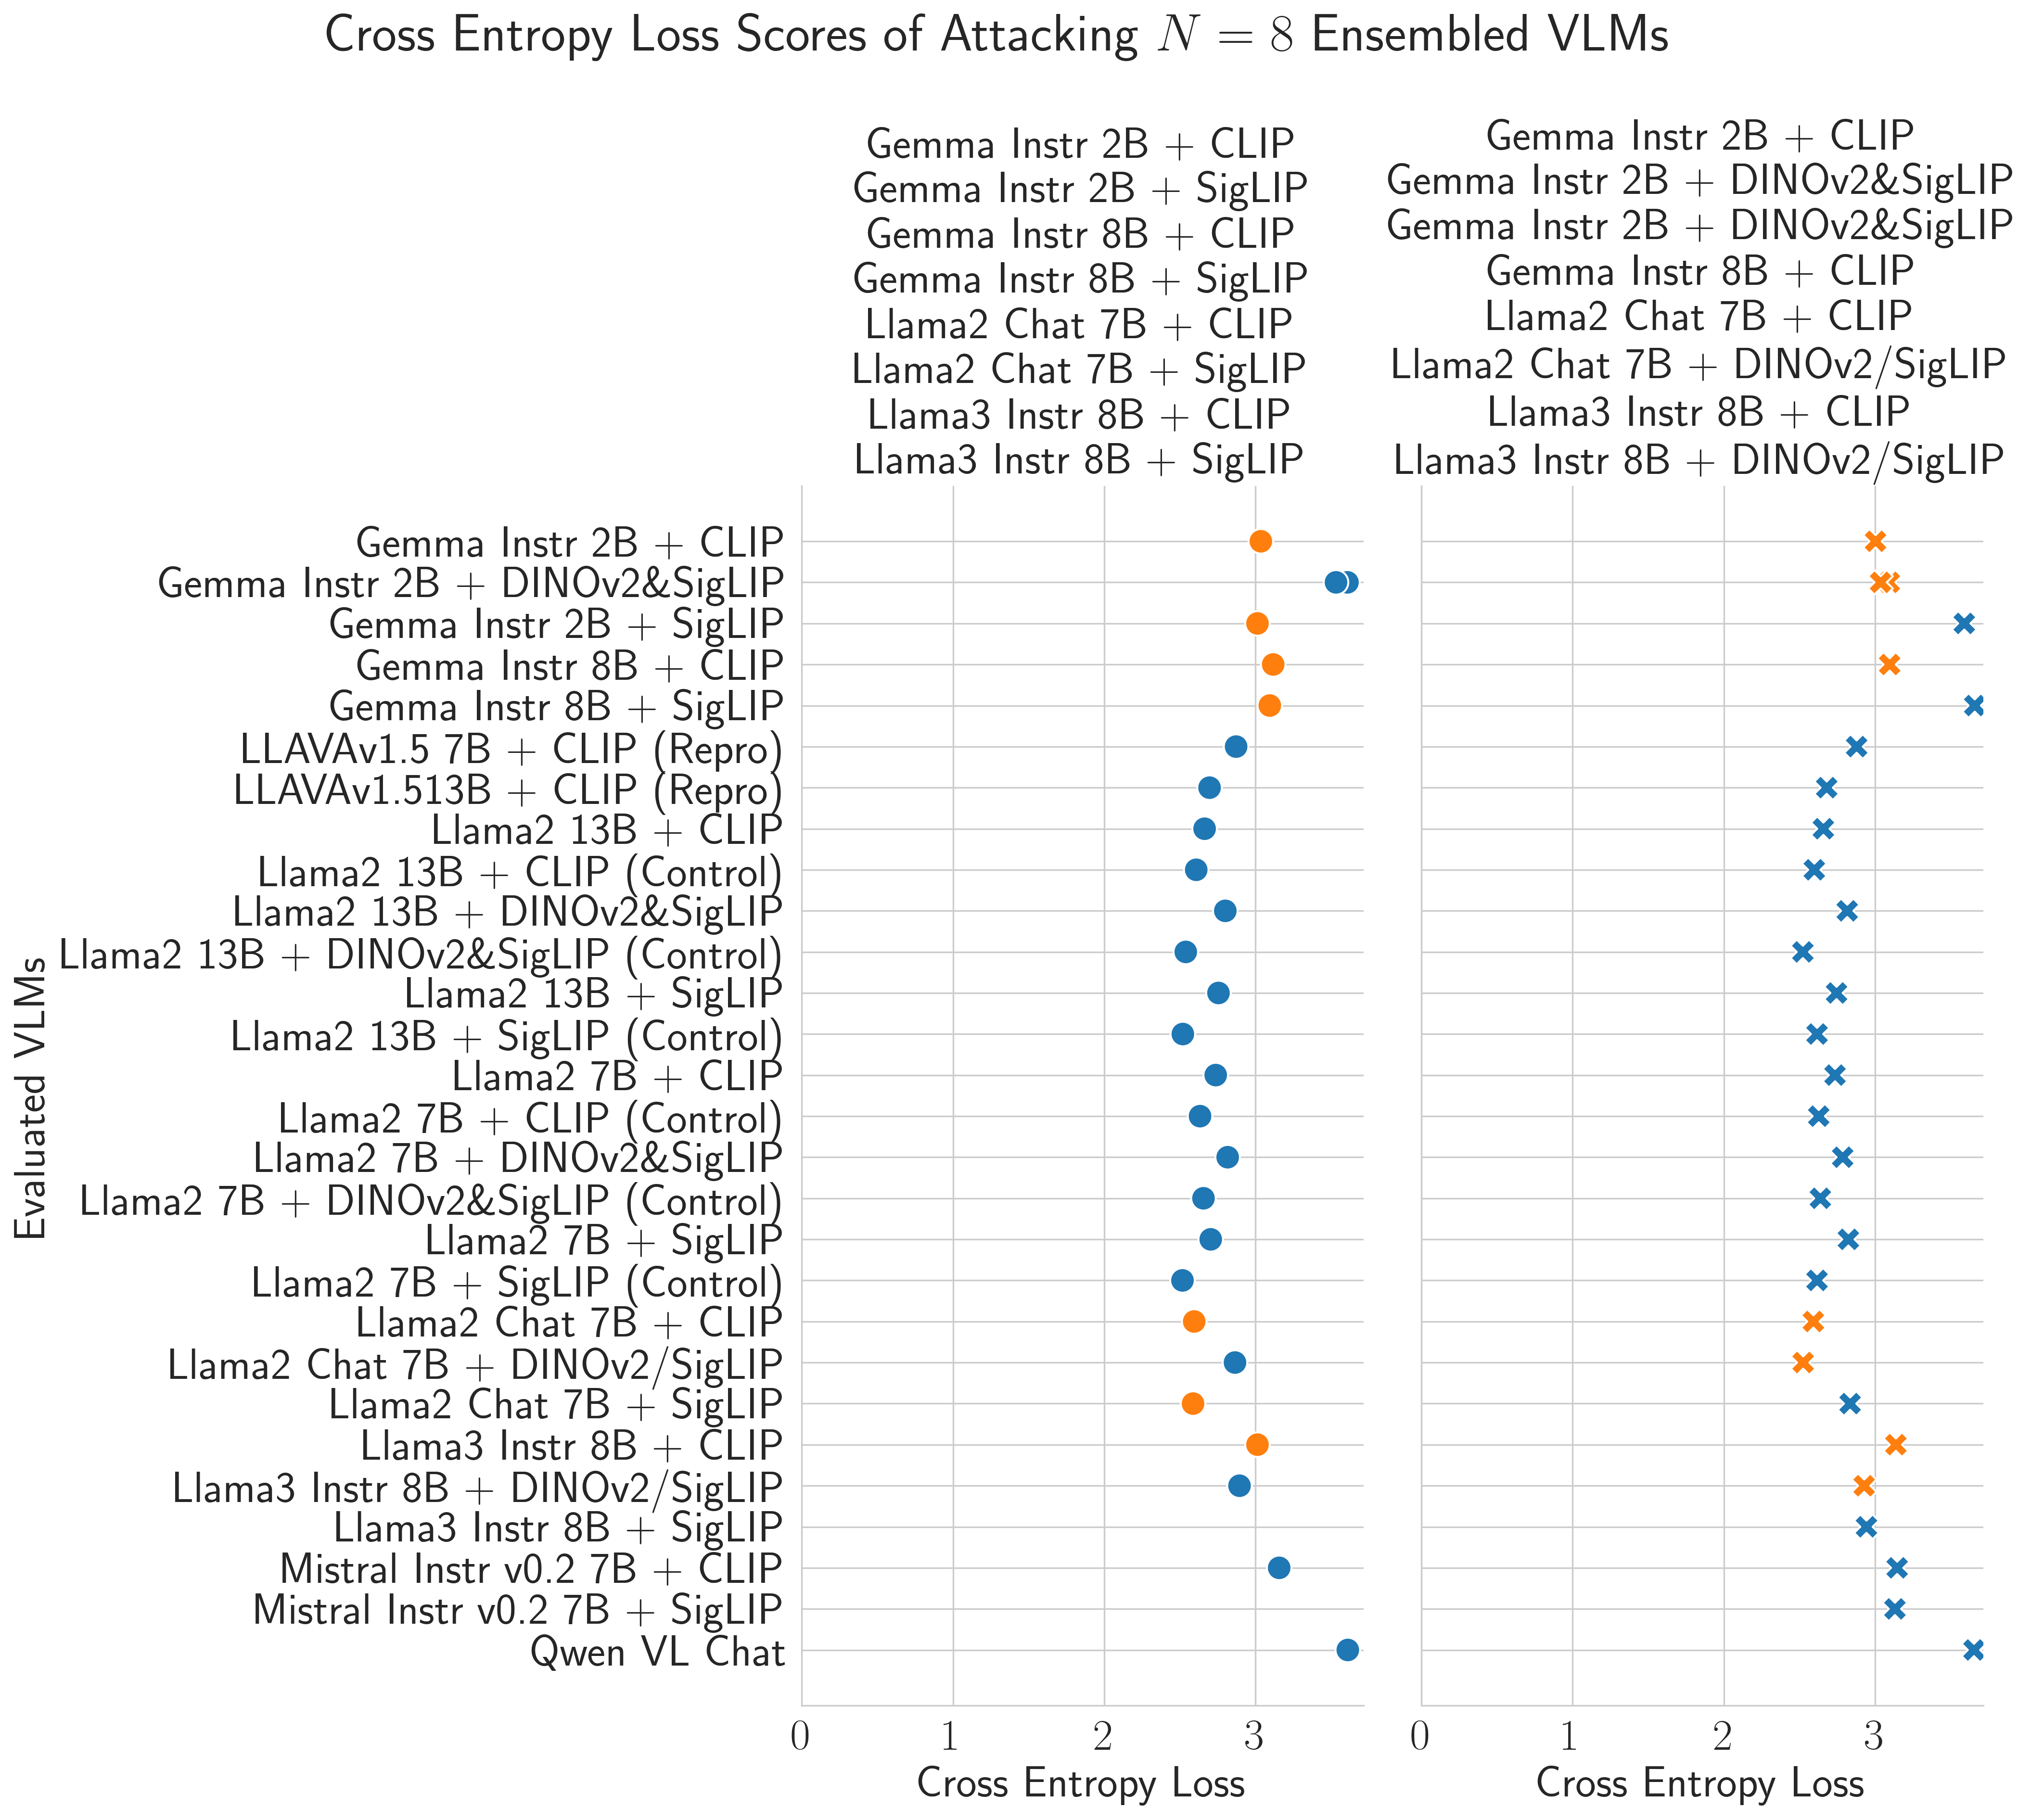 Cross Entropy Loss Scores of Attacking N = 8 Ensembled VLMs
Gemma Instr 2B + CLIP
Gemma Instr 2B + SigLIP
Gemma Instr 8B + CLIP
Gemma Instr 8B + SigLIP
Llama2 Chat 7B + CLIP
Llama2 Chat 7B + SigLIP
Llama3 Instr 8B + CLIP
Llama3 Instr 8B + SigLIP
Gemma Instr 2B + CLIP
Gemma Instr 2B + DINOv2&SigLIP
Gemma Instr 2B + DINOv2&SigLIP
Gemma Instr 8B + CLIP
Llama2 Chat 7B + CLIP
Llama2 Chat 7B + DINOv2/SigLIP
Llama3 Instr 8B + CLIP
Llama3 Instr 8B + DINOv2/SigLIP
Evaluated VLMs
Gemma Instr 2B + CLIP
Gemma Instr 2B + DINOv2&SigLIP
Gemma Instr 2B + SigLIP
Gemma Instr 8B + CLIP
Gemma Instr 8B + SigLIP
LLAVAv1.5 7B + CLIP (Repro)
LLAVAv1.513B + CLIP (Repro)
Llama2 13B + CLIP
Llama2 13B + CLIP (Control)
Llama2 13B + DINOv2&SigLIP
Llama2 13B + DINOv2&SigLIP (Control)
Llama2 13B + SigLIP
Llama2 13B + SigLIP (Control)
Llama2 7B + CLIP
Llama2 7B + CLIP (Control)
Llama2 7B + DINOv2&SigLIP
Llama2 7B + DINOv2&SigLIP (Control)
Llama2 7B + SigLIP
Llama2 7B + SigLIP (Control)
Llama2 Chat 7B + CLIP
Llama2 Chat 7B + DINOv2/SigLIP
Llama2 Chat 7B + SigLIP
Llama3 Instr 8B + CLIP
Llama3 Instr 8B + DINOv2/SigLIP
Llama3 Instr 8B + SigLIP
Mistral Instr v0.2 7B + CLIP
Mistral Instr v0.2 7B + SigLIP
Qwen VL Chat
0 1 2 3
Cross Entropy Loss
0 1 2 3
Cross Entropy Loss